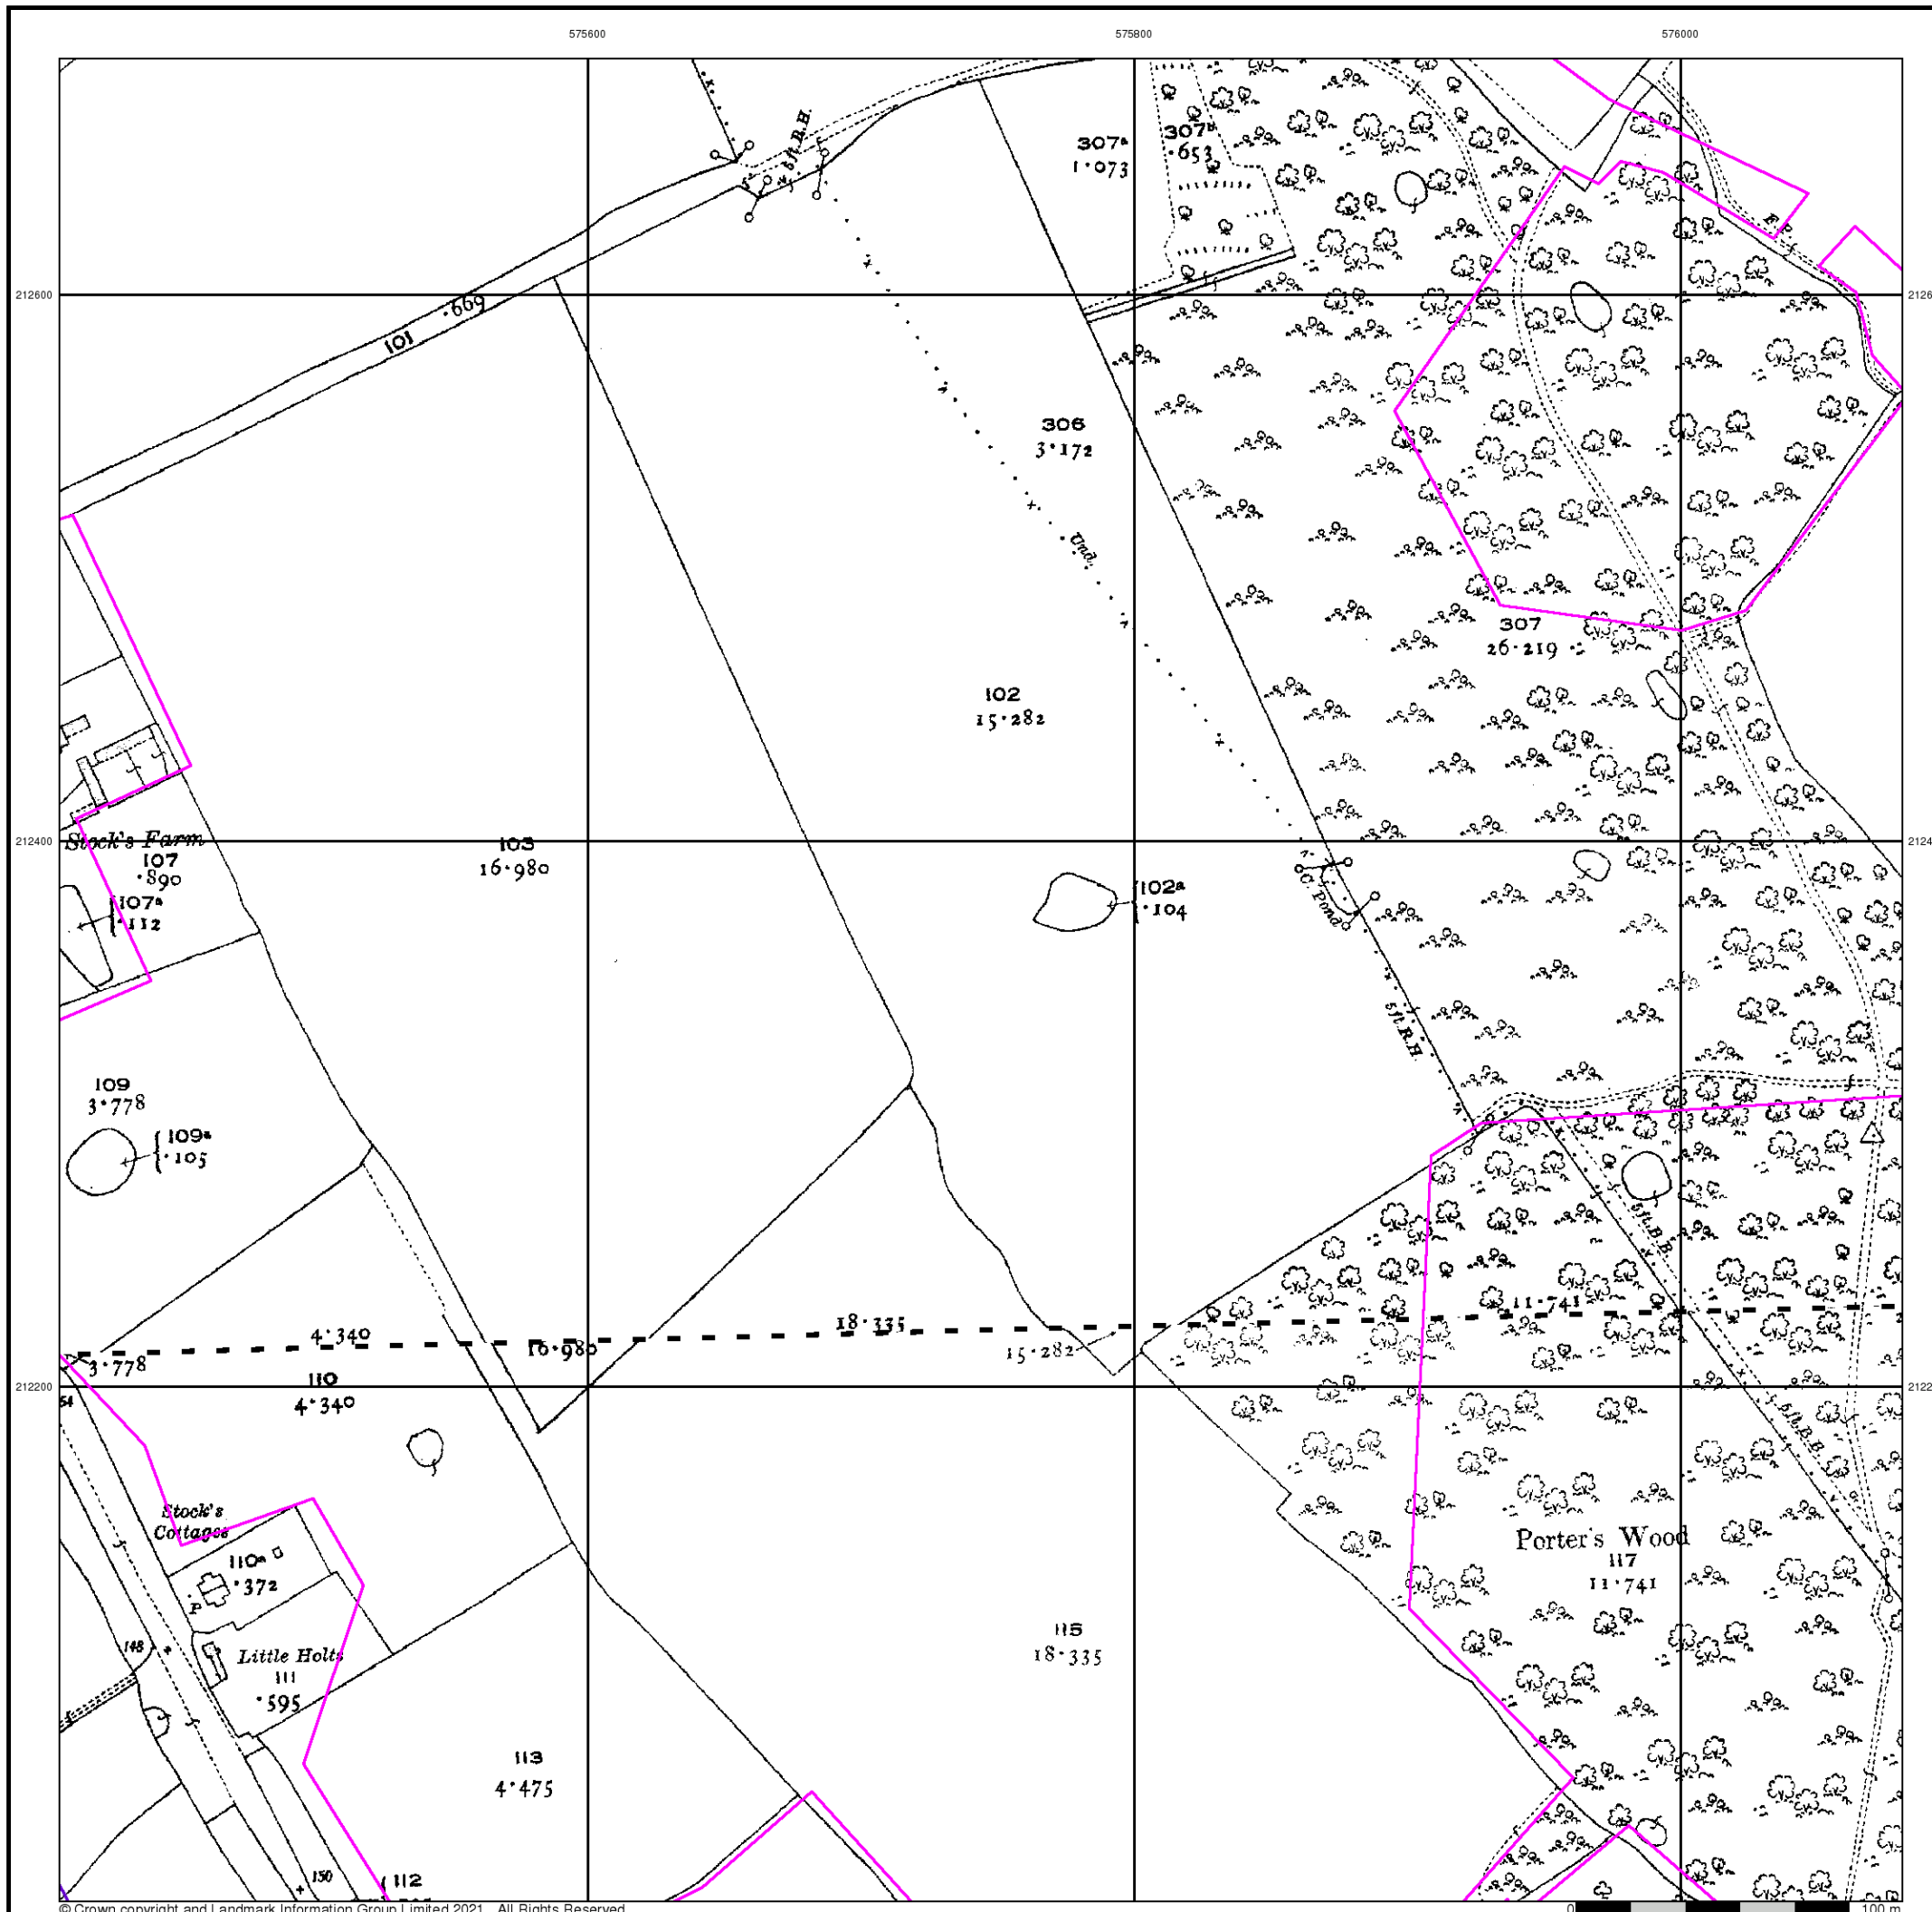 575600 575800 576000
5ft.R.H.
307a
1·073
307b
·653
F.P.
212600
101 ·669
306
3·172
Und.
307
26·219
102
15·282
Stock's Farm
107
·890
107a
·112
212400
103
16·980
102a
·104
C. Pond
5ft.R.H.
109
3·778
109a
·105
5ft.B.B.
11·741
18·335
4·340
16·980
15·282
3·778
110
4·340
212200
54
5ft.B.B.
Stock's
Cottages
110a
·372
P
Porter's Wood
117
11·741
148
Little Holts
111
·595
115
18·335
113
4·475
150
112
© Crown copyright and Landmark Information Group Limited 2021. All Rights Reserved.
0 100 m